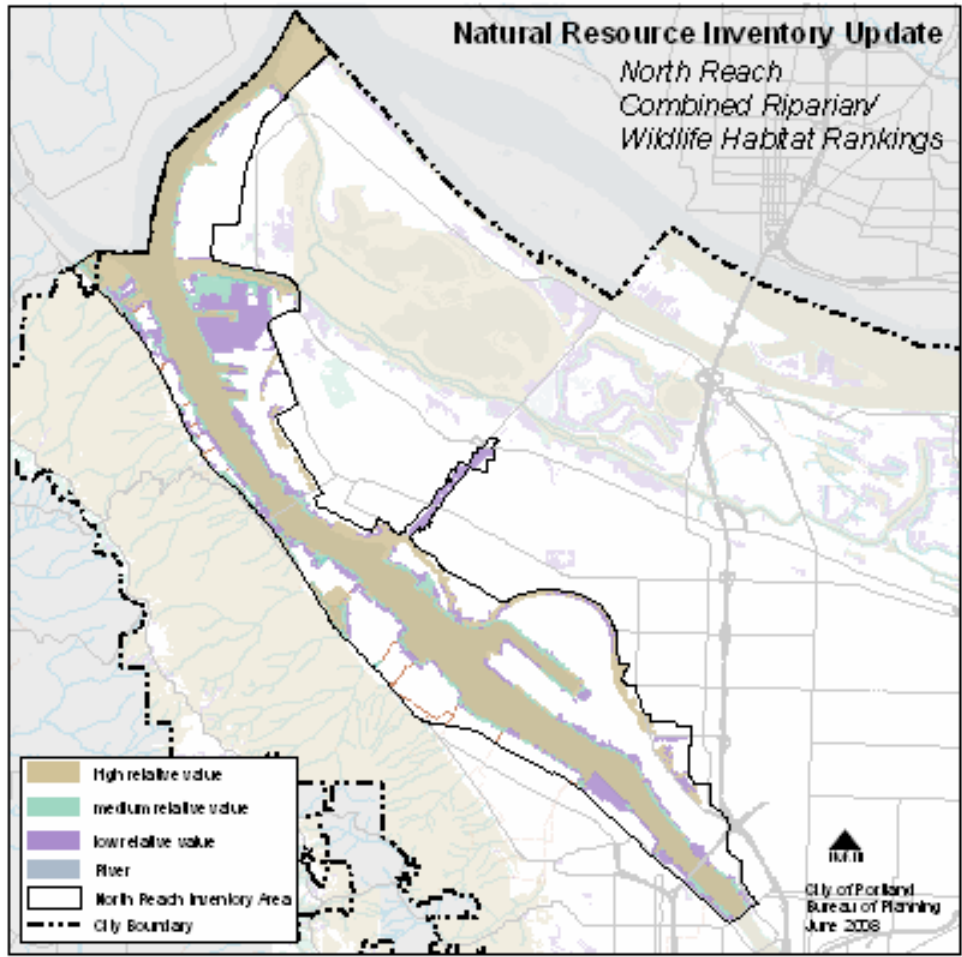 Natural Resource Inventory Update
North Reach
Combined Riparian/
Wildlife Habitat Rankings
high relative value
medium relative value
low relative value
River
North Reach Inventory Area
City Boundary
City of Portland
Bureau of Planning
June 2008